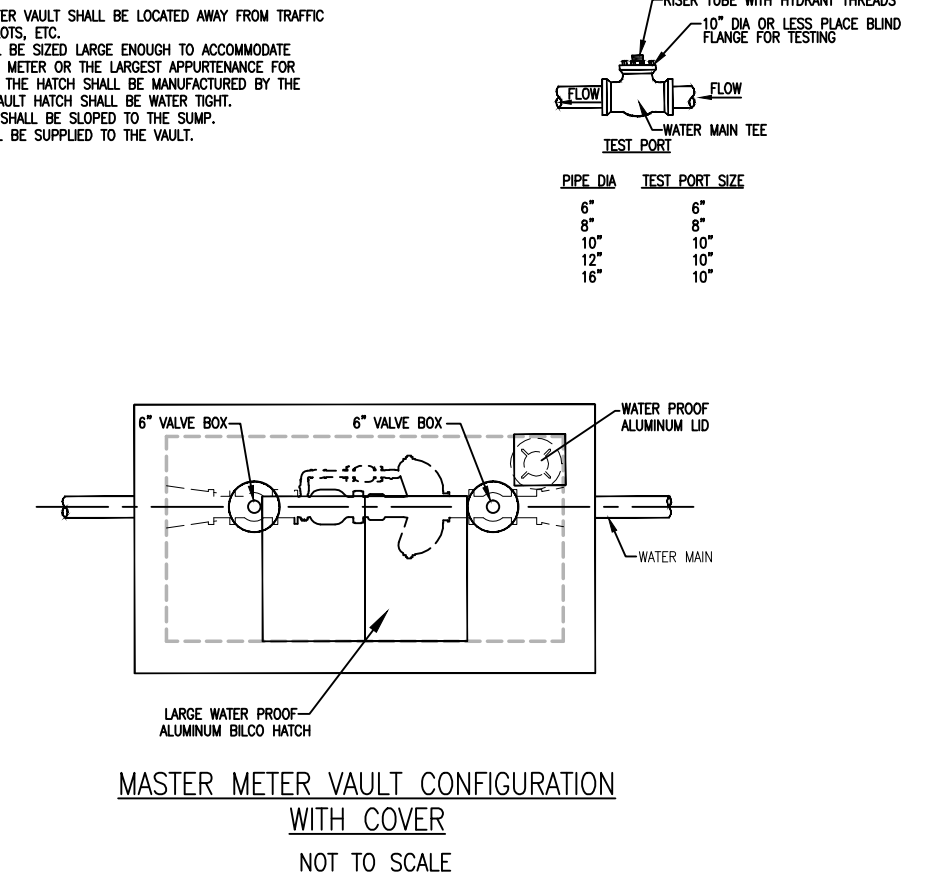 VAULT SHALL BE LOCATED AWAY FROM TRAFFIC
ETC.
BE SIZED LARGE ENOUGH TO ACCOMMODATE
METER OR THE LARGEST APPURTENANCE FOR
THE HATCH SHALL BE MANUFACTURED BY THE
HATCH SHALL BE WATER TIGHT.
SHALL BE SLOPED TO THE SUMP.
BE SUPPLIED TO THE VAULT.
RISER TUBE WITH HYDRANT THREADS
10" DIA OR LESS PLACE BLIND
FLANGE FOR TESTING
FLOW
FLOW
WATER MAIN TEE
TEST PORT
PIPE DIA TEST PORT SIZE
6" 6"
8" 8"
10" 10"
12" 10"
16" 10"
6" VALVE BOX
6" VALVE BOX
WATER PROOF
ALUMINUM LID
WATER MAIN
LARGE WATER PROOF
ALUMINUM BILCO HATCH
MASTER METER VAULT CONFIGURATION
WITH COVER
NOT TO SCALE